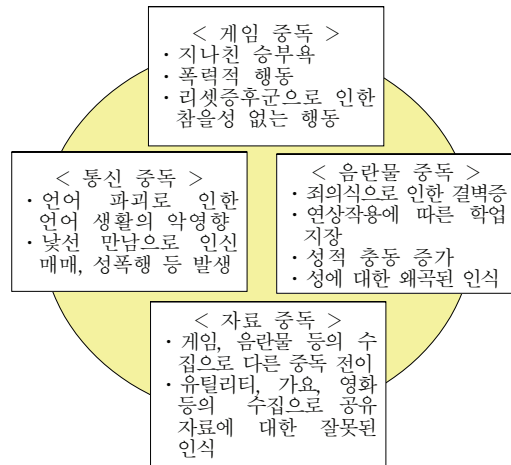 < 게임 중독 >
· 지나친 승부욕
· 폭력적 행동
· 리셋증후군으로 인한
참을성 없는 행동
< 통신 중독 >
· 언어 파괴로 인한
언어 생활의 악영향
· 낯선 만남으로 인신
매매, 성폭행 등 발생
< 음란물 중독 >
· 죄의식으로 인한 결벽증
· 연상작용에 따른 학업
지장
· 성적 충동 증가
· 성에 대한 왜곡된 인식
< 자료 중독 >
· 게임, 음란물 등의 수
집으로 다른 중독 전이
· 유틸리티, 가요, 영화
등의 수집으로 공유
자료에 대한 잘못된
인식